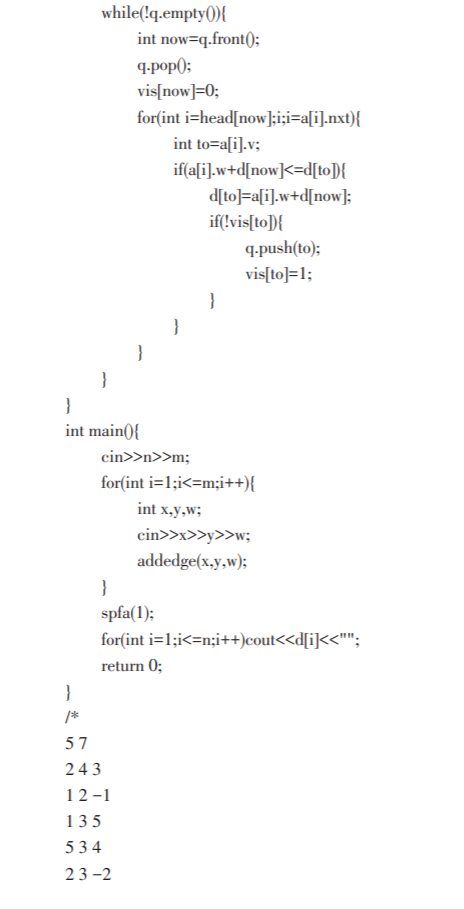 while(!q.empty()){
int now=q.front();
q.pop();
vis[now]=0;
for(int i=head[now];i;i=a[i].nxt){
int to=a[i].v;
if(a[i].w+d[now]<=d[to]){
d[to]=a[i].w+d[now];
if(!vis[to]){
q.push(to);
vis[to]=1;
}
}
}
}
}
int main(){
cin>>n>>m;
for(int i=1;i<=m;i++){
int x,y,w;
cin>>x>>y>>w;
addedge(x,y,w);
}
spfa(1);
for(int i=1;i<=n;i++)cout<<d[i]<<"";
return 0;
}
/*
5 7
2 4 3
1 2 −1
1 3 5
5 3 4
2 3 −2